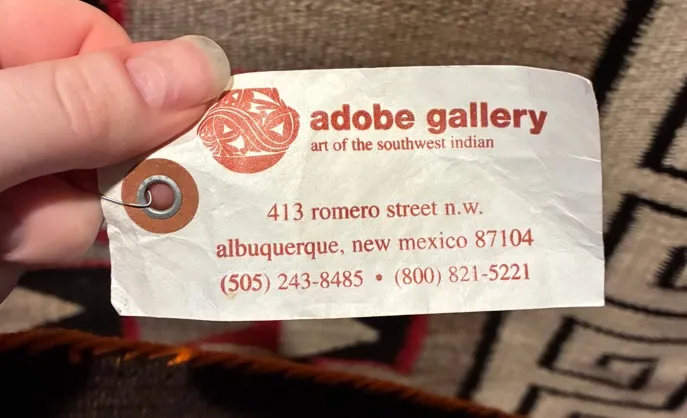 adobe gallery
art of the southwest indian
413 romero street n.w.
albuquerque, new mexico 87104
(505) 243-8485 • (800) 821-5221